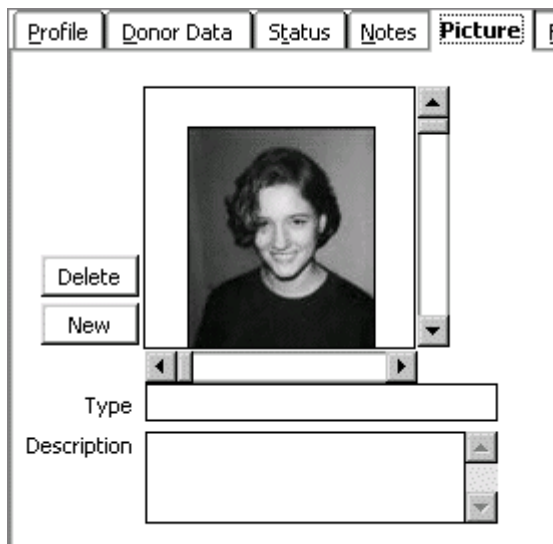 Profile Donor Data Status Notes Picture
Delete
New
Type
Description